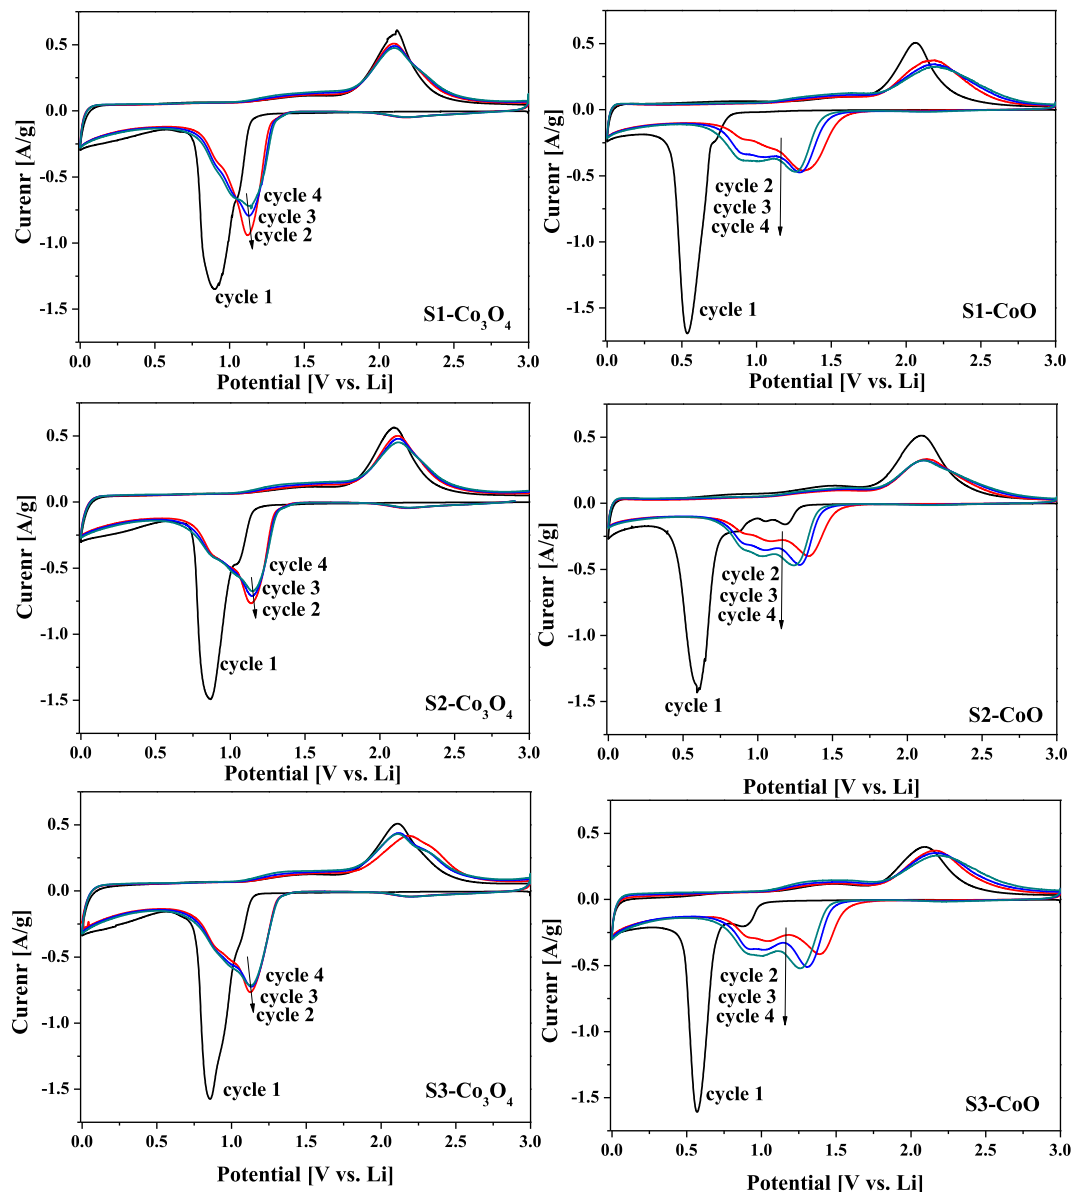 0.5
0.0
-0.5
-1.0
-1.5
Curenr [A/g]
cycle 4
cycle 3
cycle 2
cycle 1
S1-Co3O4
0.0 0.5 1.0 1.5 2.0 2.5 3.0
Potential [V vs. Li]
0.5
0.0
-0.5
-1.0
-1.5
Curenr [A/g]
cycle 2
cycle 3
cycle 4
cycle 1
S1-CoO
0.0 0.5 1.0 1.5 2.0 2.5 3.0
Potential [V vs. Li]
0.5
0.0
-0.5
-1.0
-1.5
Curenr [A/g]
cycle 4
cycle 3
cycle 2
cycle 1
S2-Co3O4
0.0 0.5 1.0 1.5 2.0 2.5 3.0
Potential [V vs. Li]
0.5
0.0
-0.5
-1.0
-1.5
Curenr [A/g]
cycle 2
cycle 3
cycle 4
cycle 1
S2-CoO
0.0 0.5 1.0 1.5 2.0 2.5 3.0
Potential [V vs. Li]
0.5
0.0
-0.5
-1.0
-1.5
Curenr [A/g]
cycle 4
cycle 3
cycle 2
cycle 1
S3-Co3O4
0.0 0.5 1.0 1.5 2.0 2.5 3.0
Potential [V vs. Li]
0.5
0.0
-0.5
-1.0
-1.5
Curenr [A/g]
cycle 2
cycle 3
cycle 4
cycle 1
S3-CoO
0.0 0.5 1.0 1.5 2.0 2.5 3.0
Potential [V vs. Li]